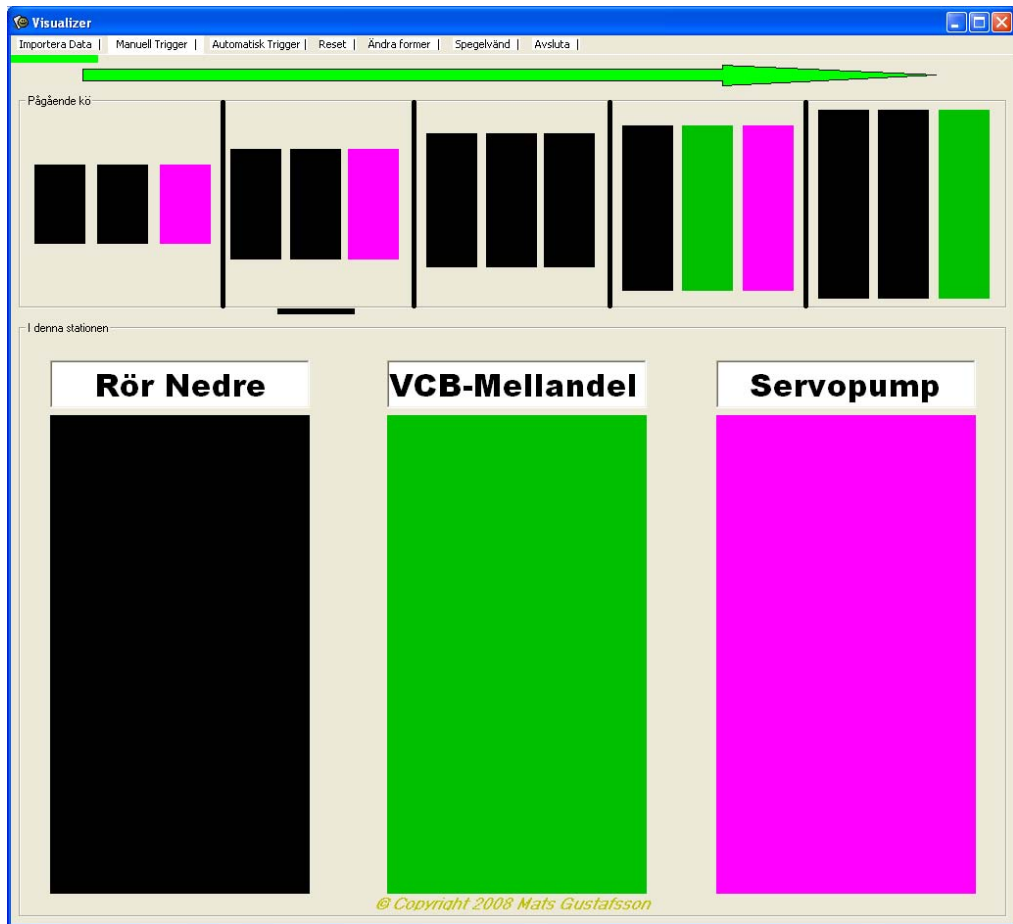 Visualizer
Importera Data | Manuell Trigger | Automatisk Trigger | Reset | Ändra former | Spegelvänd | Avsluta |
Pågående kö
I denna stationen
Rör Nedre VCB-Mellandel Servopump
© Copyright 2008 Mats Gustafsson